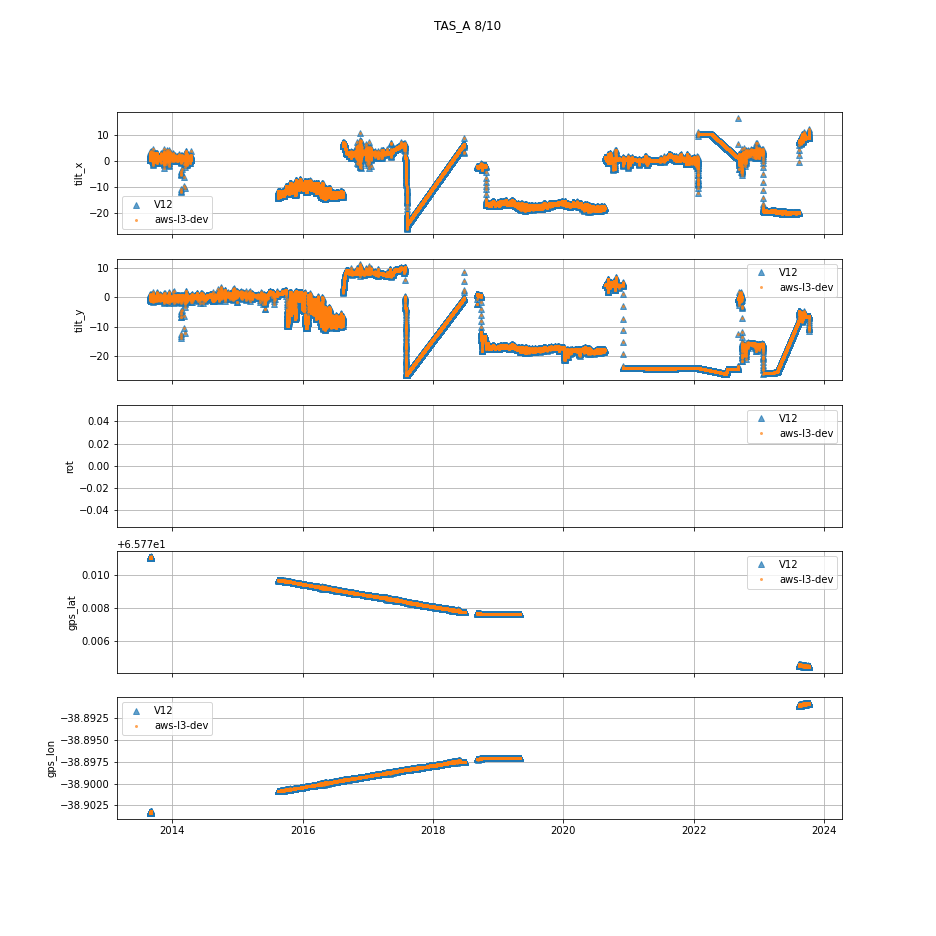 TAS_A 8/10
10
0
−10
−20
tilt_x
V12
aws-l3-dev
10
0
−10
−20
tilt_y
V12
aws-l3-dev
0.04
0.02
0.00
−0.02
−0.04
rot
V12
aws-l3-dev
+6.577e1
0.010
0.008
0.006
gps_lat
V12
aws-l3-dev
−38.8925
−38.8950
−38.8975
−38.9000
−38.9025
gps_lon
V12
aws-l3-dev
2014 2016 2018 2020 2022 2024